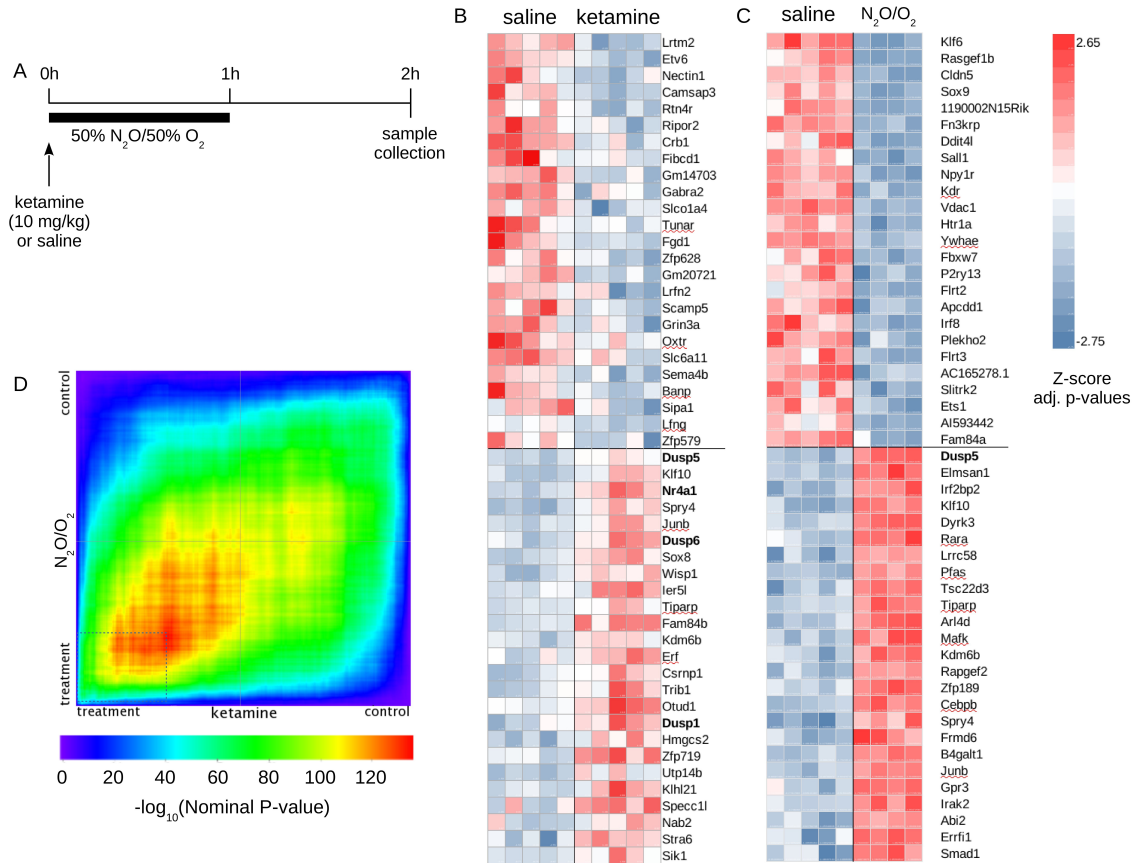 A
0h
1h
2h
50% N2O/50% O2
sample
collection
ketamine
(10 mg/kg)
or saline
B
saline
ketamine
Lrtm2
Etv6
Nectin1
Camsap3
Rtn4r
Ripor2
Crb1
Fibcd1
Gm14703
Gabra2
Slco1a4
Tunar
Fgd1
Zfp628
Gm20721
Lrfn2
Scamp5
Grin3a
Oxtr
Slc6a11
Sema4b
Banp
Sipa1
Lfng
Zfp579
Dusp5
Klf10
Nr4a1
Spry4
Junb
Dusp6
Sox8
Wisp1
Ier5l
Tiparp
Fam84b
Kdm6b
Erf
Csrnp1
Trib1
Otud1
Dusp1
Hmgcs2
Zfp719
Utp14b
Klhl21
Specc1l
Nab2
Stra6
Sik1
C
saline
N2O/O2
Klf6
Rasgef1b
Cldn5
Sox9
1190002N15Rik
Fn3krp
Ddit4l
Sall1
Npy1r
Kdr
Vdac1
Htr1a
Ywhae
Fbxw7
P2ry13
Flrt2
Apcdd1
Irf8
Plekho2
Flrt3
AC165278.1
Slitrk2
Ets1
AI593442
Fam84a
Dusp5
Elmsan1
Irf2bp2
Klf10
Dyrk3
Rara
Lrrc58
Pfas
Tsc22d3
Tiparp
Arl4d
Mafk
Kdm6b
Rapgef2
Zfp189
Cebpb
Spry4
Frmd6
B4galt1
Junb
Gpr3
Irak2
Abi2
Errfi1
Smad1
2.65
-2.75
Z-score
adj. p-values
D
control
N2O/O2
treatment
treatment
ketamine
control
0
20
40
60
80
100
120
-log10(Nominal P-value)